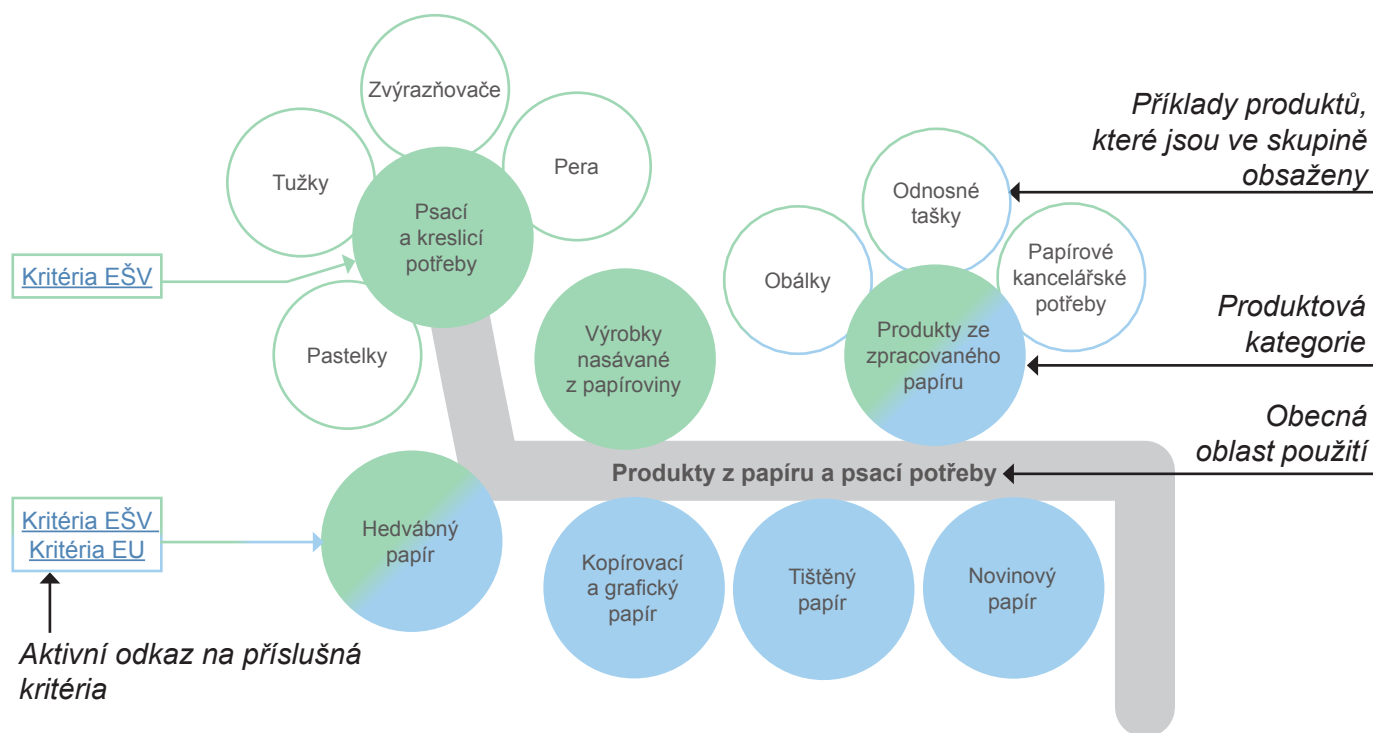 Zvýrazňovače
Tužky
Pera
Psací
a kreslicí
potřeby
Kritéria EŠV
Pastelky
Výrobky
nasávané
z papíroviny
Odnosné
tašky
Obálky
Papírové
kancelářské
potřeby
Produkty ze
zpracovaného
papíru
Příklady produktů,
které jsou ve skupině
obsaženy
Produktová
kategorie
Obecná
oblast použití
Produkty z papíru a psací potřeby
Kritéria EŠV
Kritéria EU
Hedvábný
papír
Kopírovací
a grafický
papír
Tištěný
papír
Novinový
papír
Aktivní odkaz na příslušná
kritéria